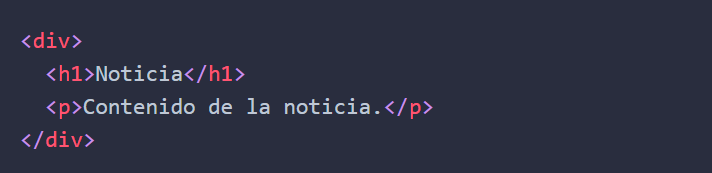 <div>
<h1>Noticia</h1>
<p>Contenido de la noticia.</p>
</div>